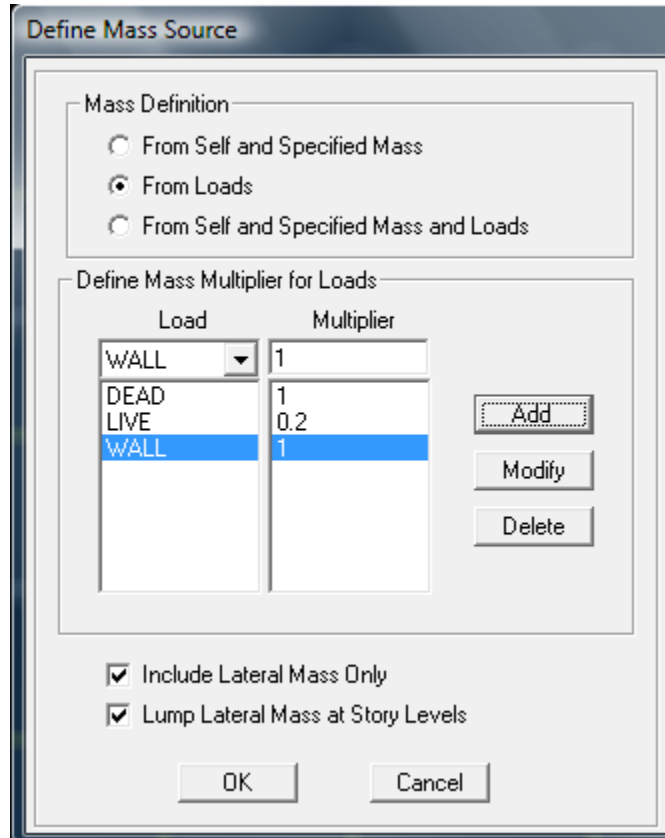 Define Mass Source
Mass Definition
From Self and Specified Mass
From Loads
From Self and Specified Mass and Loads
Define Mass Multiplier for Loads
Load Multiplier
WALL 1
DEAD 1
LIVE 0.2
WALL 1
Add
Modify
Delete
Include Lateral Mass Only
Lump Lateral Mass at Story Levels
OK Cancel